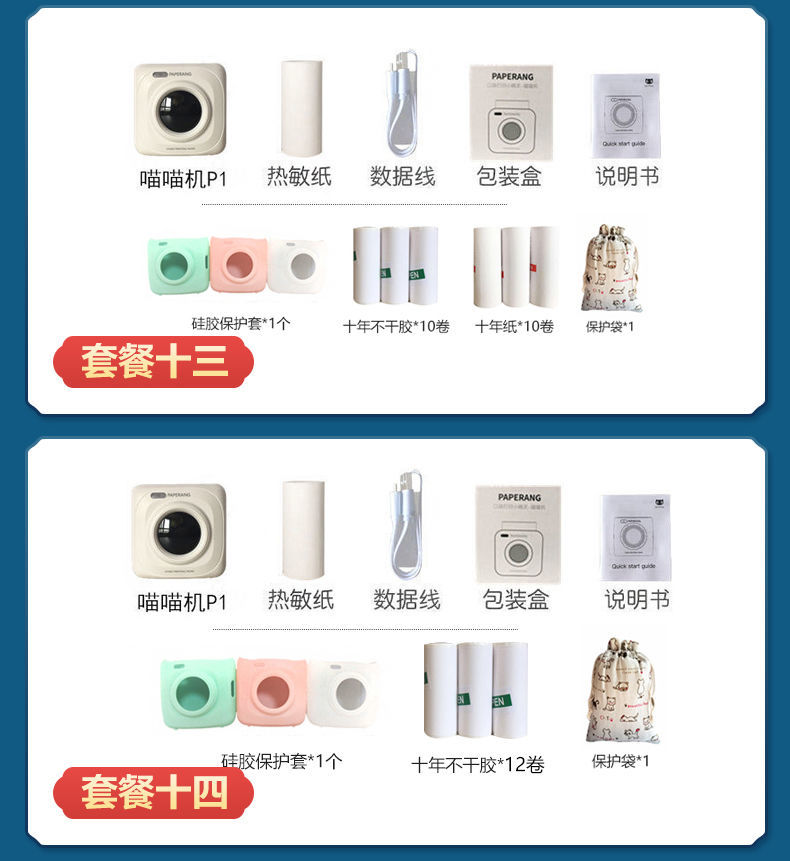 PAPERANG
PAPERANG
Quick start guide
喵喵机P1
热敏纸
数据线
包装盒
说明书
PEN
硅胶保护套*1个
十年不干胶*10卷
十年纸*10卷
保护袋*1
套餐十三
PAPERANG
PAPERANG
Quick start guide
喵喵机P1
热敏纸
数据线
包装盒
说明书
PEN
PEN
硅胶保护套*1个
十年不干胶*12卷
保护袋*1
套餐十四